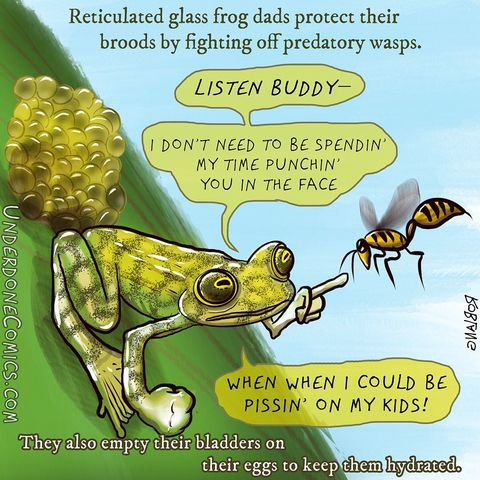 Reticulated glass frog dads protect their
broods by fighting off predatory wasps.
LISTEN BUDDY—
I DON'T NEED TO BE SPENDIN'
MY TIME PUNCHIN'
YOU IN THE FACE
WHEN WHEN I COULD BE
PISSIN' ON MY KIDS!
They also empty their bladders on
their eggs to keep them hydrated.
UNDERDONECOMICS.COM